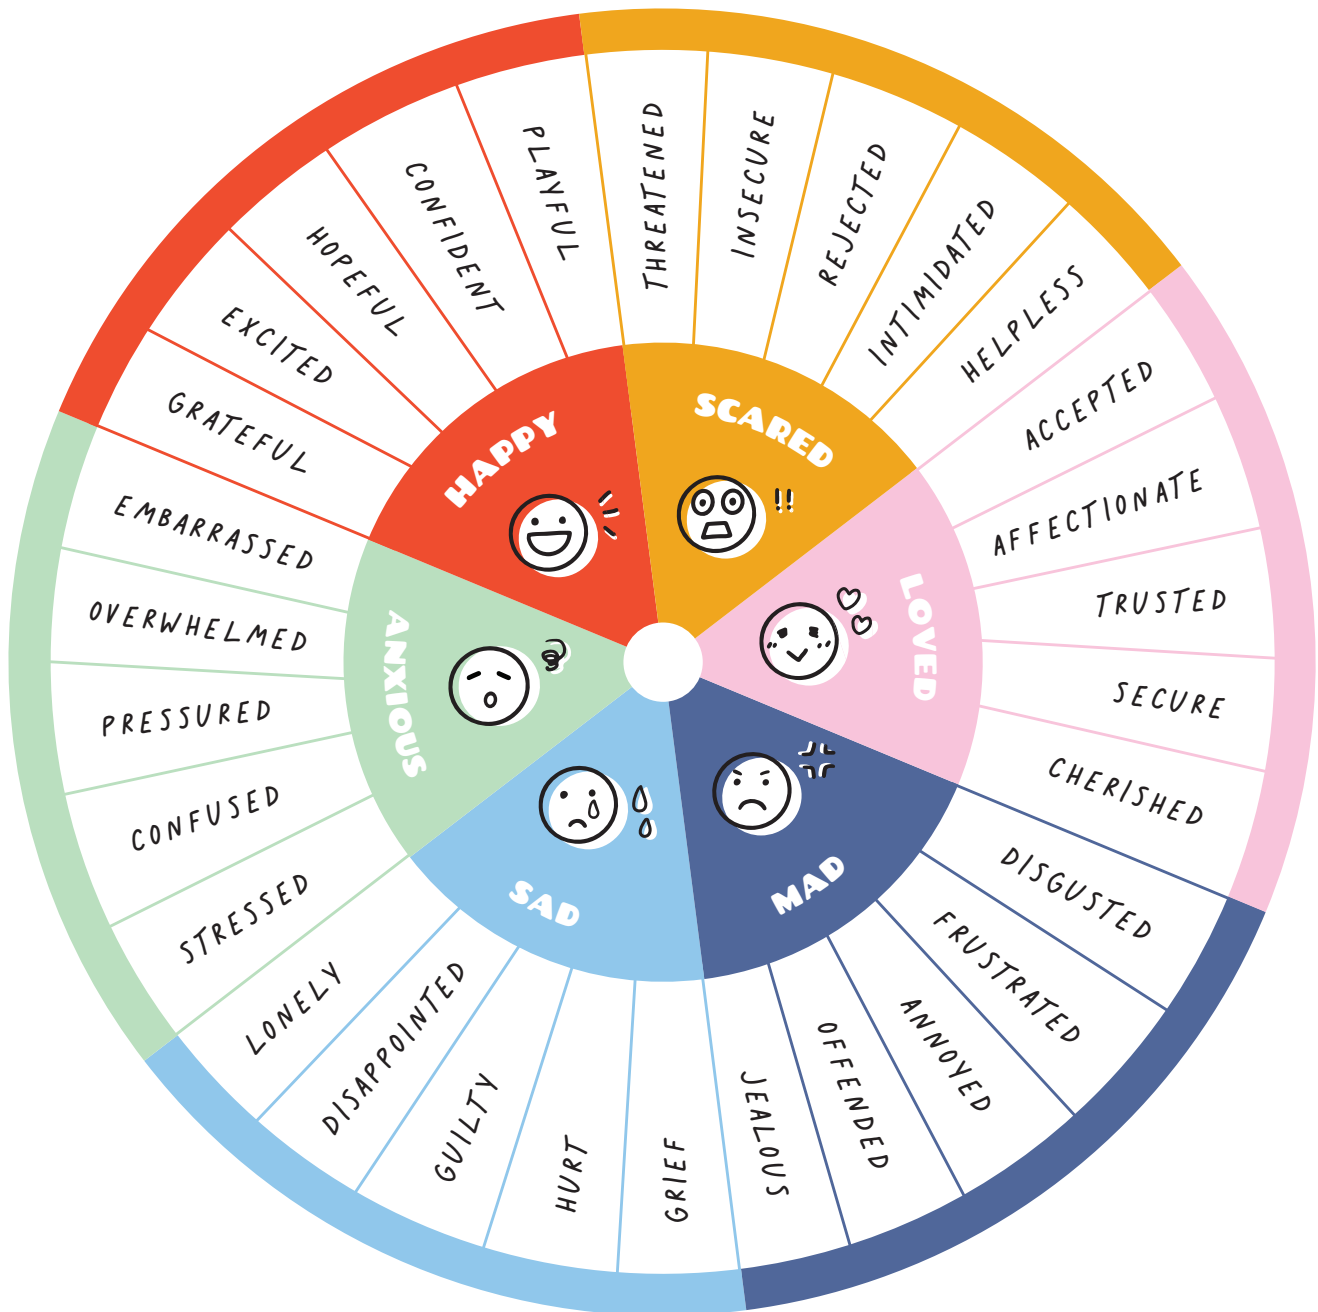 HAPPY
GRATEFUL
EXCITED
HOPEFUL
CONFIDENT
PLAYFUL
SCARED
THREATENED
INSECURE
REJECTED
INTIMIDATED
HELPLESS
LOVED
ACCEPTED
AFFECTIONATE
TRUSTED
SECURE
CHERISHED
MAD
DISGUSTED
FRUSTRATED
ANNOYED
OFFENDED
JEALOUS
SAD
GRIEF
HURT
GUILTY
DISAPPOINTED
LONELY
ANXIOUS
STRESSED
CONFUSED
PRESSURED
OVERWHELMED
EMBARRASSED
!!